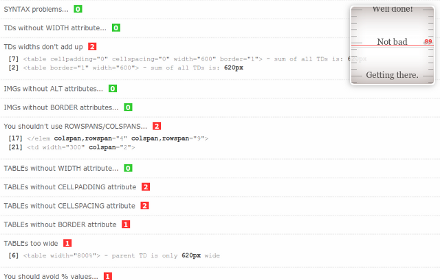 SYNTAX problems... 0
TDs without WIDTH attribute... 0
TDs widths don't add up 2
[7] <table cellpadding="0" cellspacing="0" width="600" border="1"> - sum of all TDs is:
[2] <table border="1" width="600"> - sum of all TDs is: 620px
IMGs without ALT attributes... 0
IMGs without BORDER attributes... 0
You shouldn't use ROWSPANs/COLSPANs... 2
[17] </elem colspan,rowspan="4" colspan,rowspan="9">
[21] <td width="300" colspan="2">
TABLEs without WIDTH attribute... 0
TABLEs without CELLPADDING attribute 2
TABLEs without CELLSPACING attribute 2
TABLEs without BORDER attribute 1
TABLEs too wide 1
[6] <table width="800%"> - parent TD is only 620px wide
You should avoid % values... 1
Well done!
Not bad 89
Getting there.